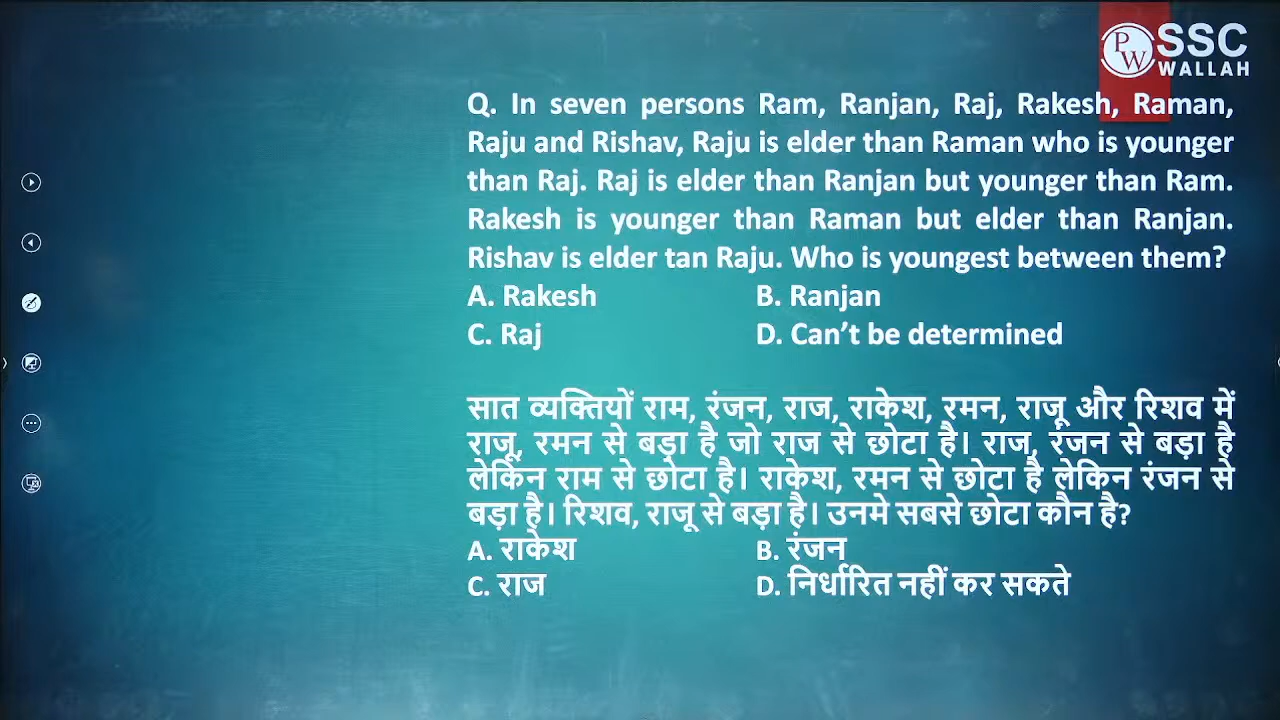 PW SSC
WALLAH
Q. In seven persons Ram, Ranjan, Raj, Rakesh, Raman,
Raju and Rishav, Raju is elder than Raman who is younger
than Raj. Raj is elder than Ranjan but younger than Ram.
Rakesh is younger than Raman but elder than Ranjan.
Rishav is elder tan Raju. Who is youngest between them?
A. Rakesh B. Ranjan
C. Raj D. Can’t be determined
सात व्यक्तियों राम, रंजन, राज, राकेश, रमन, राजू और रिशव में
राजू, रमन से बड़ा है जो राज से छोटा है। राज, रंजन से बड़ा है
लेकिन राम से छोटा है। राकेश, रमन से छोटा है लेकिन रंजन से
बड़ा है। रिशव, राजू से बड़ा है। उनमे सबसे छोटा कौन है?
A. राकेश B. रंजन
C. राज D. निर्धारित नहीं कर सकते